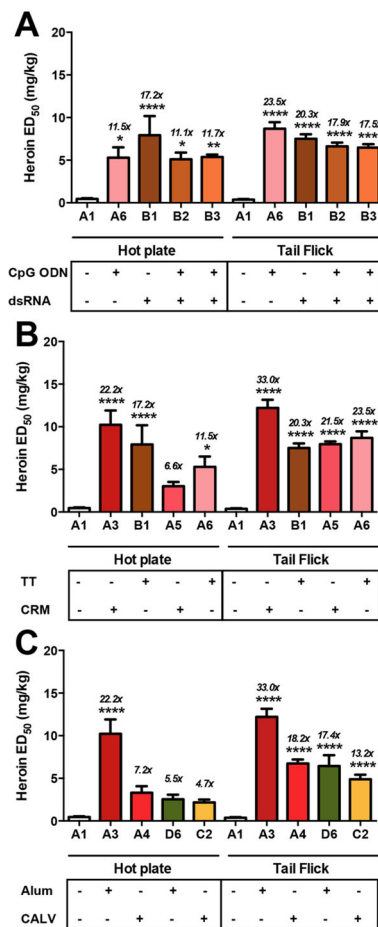 A
17.2x
****
11.5x
*
11.1x
*
11.7x
**
23.5x
****
20.3x
****
17.9x
****
17.5x
****
Heroin ED50 (mg/kg)
20
15
10
5
0
A1 A6 B1 B2 B3 A1 A6 B1 B2 B3
Hot plate Tail Flick
CpG ODN - + - + + - + - + +
dsRNA - - + + + - - + + +
B
22.2x
****
17.2x
****
6.6x
11.5x
*
33.0x
****
20.3x
****
21.5x
****
23.5x
****
Heroin ED50 (mg/kg)
20
15
10
5
0
A1 A3 B1 A5 A6 A1 A3 B1 A5 A6
Hot plate Tail Flick
TT - - + - + - - + - +
CRM - + - + - - + - + -
C
22.2x
****
7.2x
5.5x
4.7x
33.0x
****
18.2x
****
17.4x
****
13.2x
****
Heroin ED50 (mg/kg)
20
15
10
5
0
A1 A3 A4 D6 C2 A1 A3 A4 D6 C2
Hot plate Tail Flick
Alum - + - + - - + - + -
CALV - - + - + - - + - +